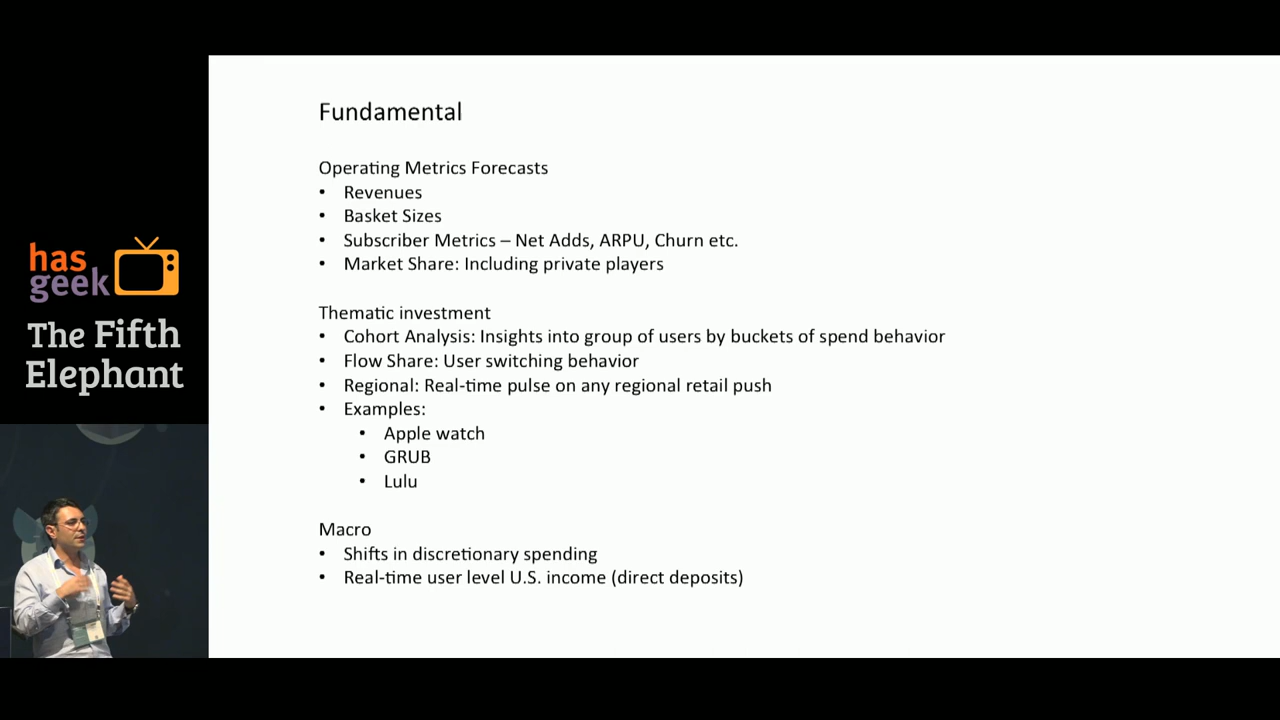 has
geek
The Fifth
Elephant
Fundamental
Operating Metrics Forecasts
• Revenues
• Basket Sizes
• Subscriber Metrics – Net Adds, ARPU, Churn etc.
• Market Share: Including private players
Thematic investment
• Cohort Analysis: Insights into group of users by buckets of spend behavior
• Flow Share: User switching behavior
• Regional: Real-time pulse on any regional retail push
• Examples:
• Apple watch
• GRUB
• Lulu
Macro
• Shifts in discretionary spending
• Real-time user level U.S. income (direct deposits)